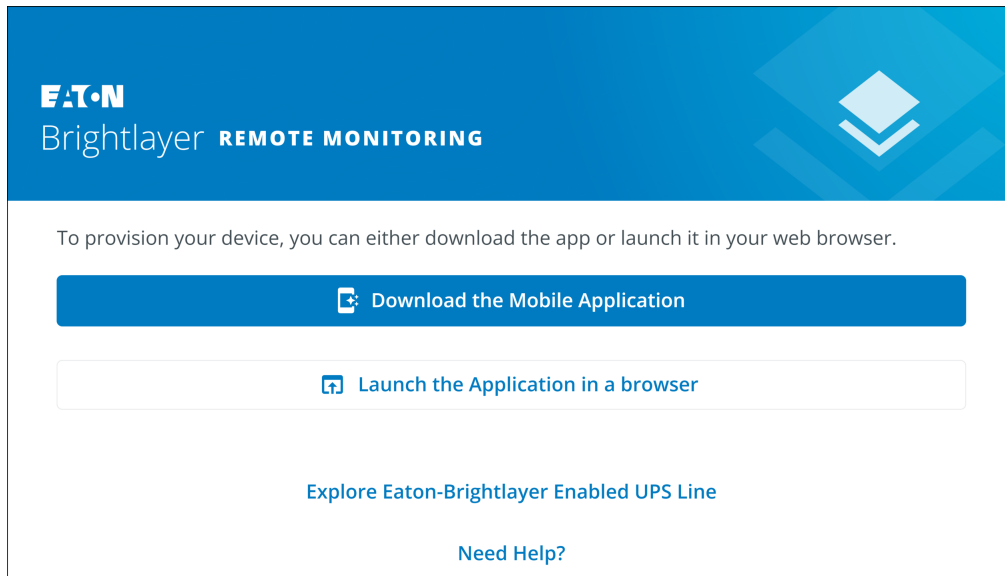 EATON
Brightlayer REMOTE MONITORING
To provision your device, you can either download the app or launch it in your web browser.
Download the Mobile Application
Launch the Application in a browser
Explore Eaton-Brightlayer Enabled UPS Line
Need Help?